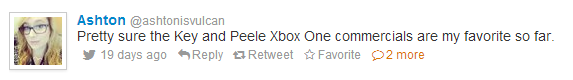 Ashton @ashtonisvulcan
Pretty sure the Key and Peele Xbox One commercials are my favorite so far.
19 days ago Reply Retweet Favorite 2 more